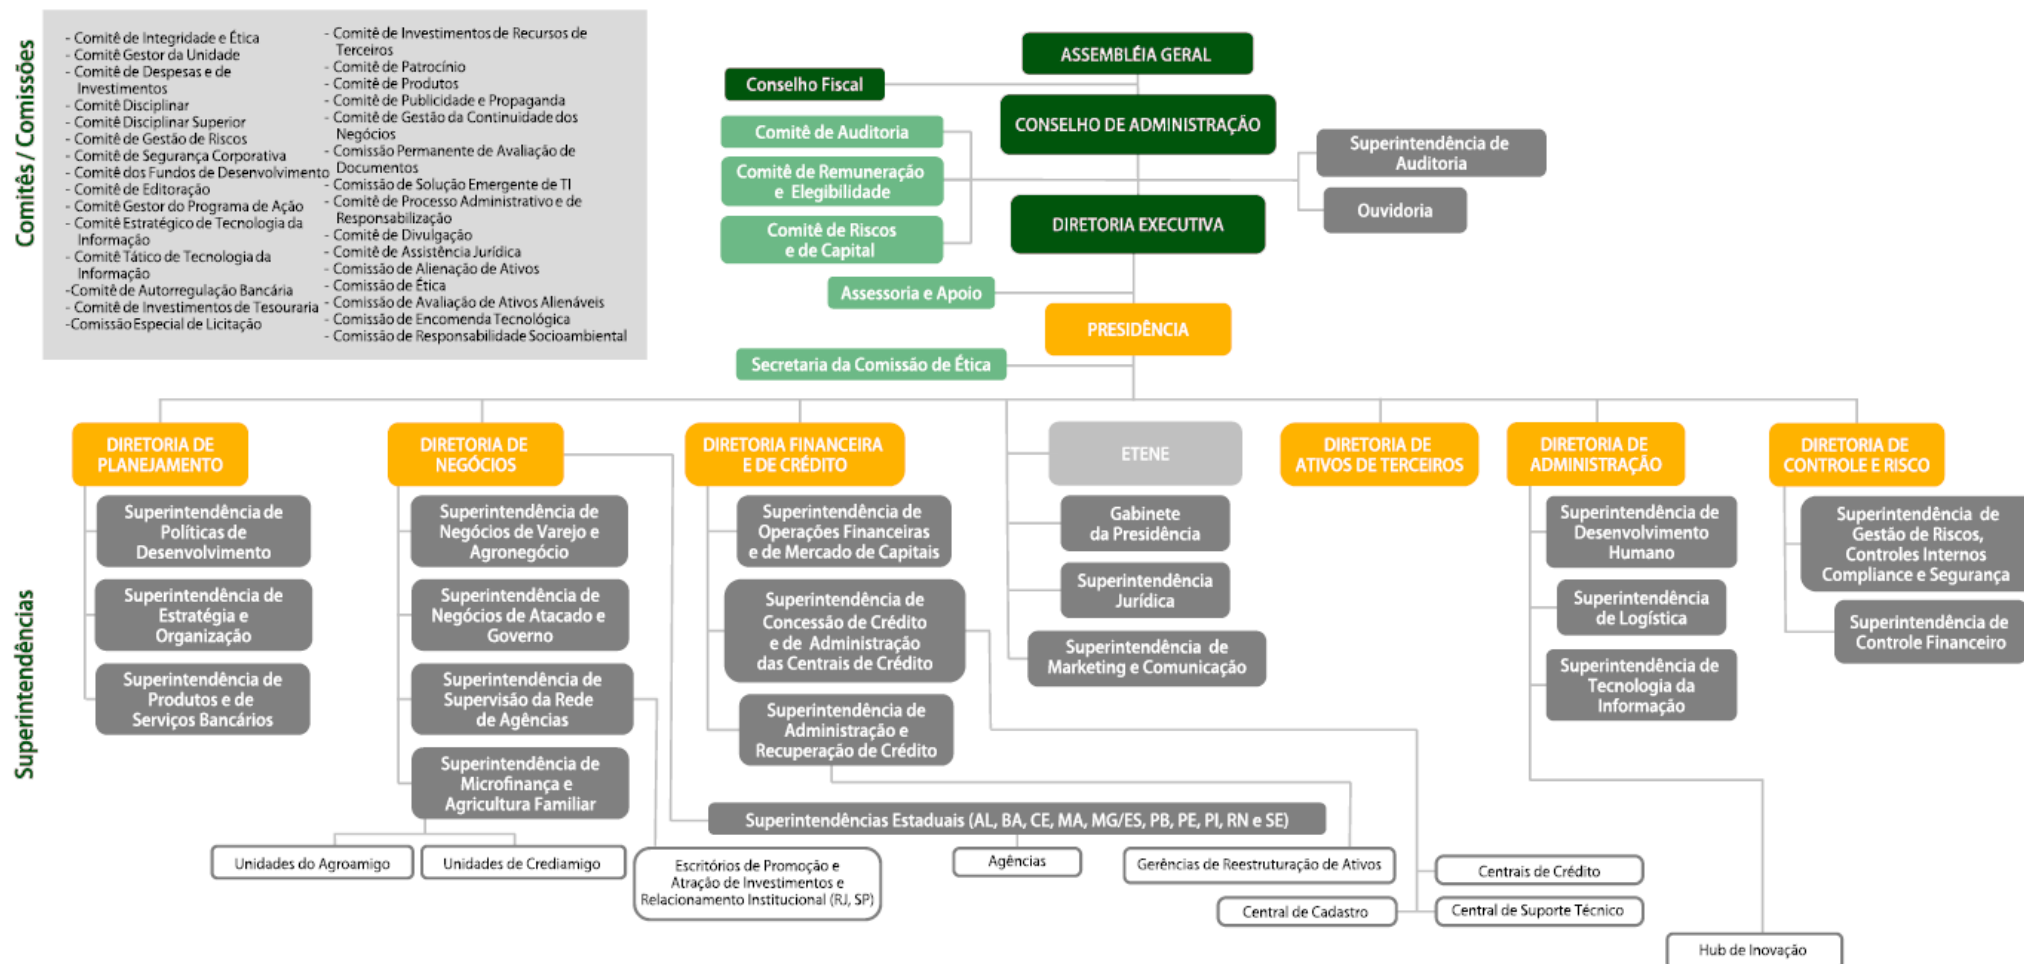 Comitês / Comissões
- Comitê de Integridade e Ética
- Comitê Gestor da Unidade
- Comitê de Despesas e de
Investimentos
- Comitê Disciplinar
- Comitê Disciplinar Superior
- Comitê de Gestão de Riscos
- Comitê de Segurança Corporativa
- Comitê dos Fundos de Desenvolvimento
- Comitê de Editoração
- Comitê Gestor do Programa de Ação
- Comitê Estratégico de Tecnologia da
Informação
- Comitê Tático de Tecnologia da
Informação
-Comitê de Autorregulação Bancária
- Comitê de Investimentos de Tesouraria
-Comissão Especial de Licitação
- Comitê de Investimentos de Recursos de
Terceiros
- Comitê de Patrocínio
- Comitê de Produtos
- Comitê de Publicidade e Propaganda
- Comitê de Gestão da Continuidade dos
Negócios
- Comissão Permanente de Avaliação de
Documentos
- Comissão de Solução Emergente de TI
- Comitê de Processo Administrativo e de
Responsabilização
- Comitê de Divulgação
- Comitê de Assistência Jurídica
- Comissão de Alienação de Ativos
- Comissão de Ética
- Comissão de Avaliação de Ativos Alienáveis
- Comissão de Encomenda Tecnológica
- Comissão de Responsabilidade Socioambiental
ASSEMBLÉIA GERAL
Conselho Fiscal
CONSELHO DE ADMINISTRAÇÃO
Comitê de Auditoria
Comitê de Remuneração
e Elegibilidade
Comitê de Riscos
e de Capital
Superintendência de
Auditoria
Ouvidoria
DIRETORIA EXECUTIVA
Assessoria e Apoio
PRESIDÊNCIA
Secretaria da Comissão de Ética
Superintendências
DIRETORIA DE
PLANEJAMENTO
Superintendência de
Políticas de
Desenvolvimento
Superintendência de
Estratégia e
Organização
Superintendência de
Produtos e de
Serviços Bancários
DIRETORIA DE
NEGÓCIOS
Superintendência de
Negócios de Varejo e
Agronegócio
Superintendência de
Negócios de Atacado e
Governo
Superintendência de
Supervisão da Rede
de Agências
Superintendência de
Microfinança e
Agricultura Familiar
DIRETORIA FINANCEIRA
E DE CRÉDITO
Superintendência de
Operações Financeiras
e de Mercado de Capitais
Superintendência de
Concessão de Crédito
e de Administração
das Centrais de Crédito
Superintendência de
Administração e
Recuperação de Crédito
ETENE
Gabinete
da Presidência
Superintendência
Jurídica
Superintendência de
Marketing e Comunicação
DIRETORIA DE
ATIVOS DE TERCEIROS
DIRETORIA DE
ADMINISTRAÇÃO
Superintendência de
Desenvolvimento
Humano
Superintendência
de Logística
Superintendência de
Tecnologia da
Informação
DIRETORIA DE
CONTROLE E RISCO
Superintendência de
Gestão de Riscos,
Controles Internos
Compliance e Segurança
Superintendência de
Controle Financeiro
Superintendências Estaduais (AL, BA, CE, MA, MG/ES, PB, PE, PI, RN e SE)
Unidades do Agroamigo
Unidades de Crediamigo
Escritórios de Promoção e
Atração de Investimentos e
Relacionamento Institucional (RJ, SP)
Agências
Gerências de Reestruturação de Ativos
Centrais de Crédito
Central de Cadastro
Central de Suporte Técnico
Hub de Inovação